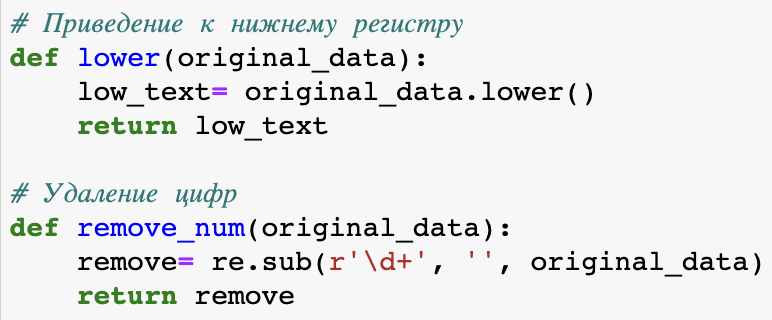 # Приведение к нижнему регистру
def lower(original_data):
    low_text= original_data.lower()
    return low_text
# Удаление цифр
def remove_num(original_data):
    remove= re.sub(r'\d+', '', original_data)
    return remove